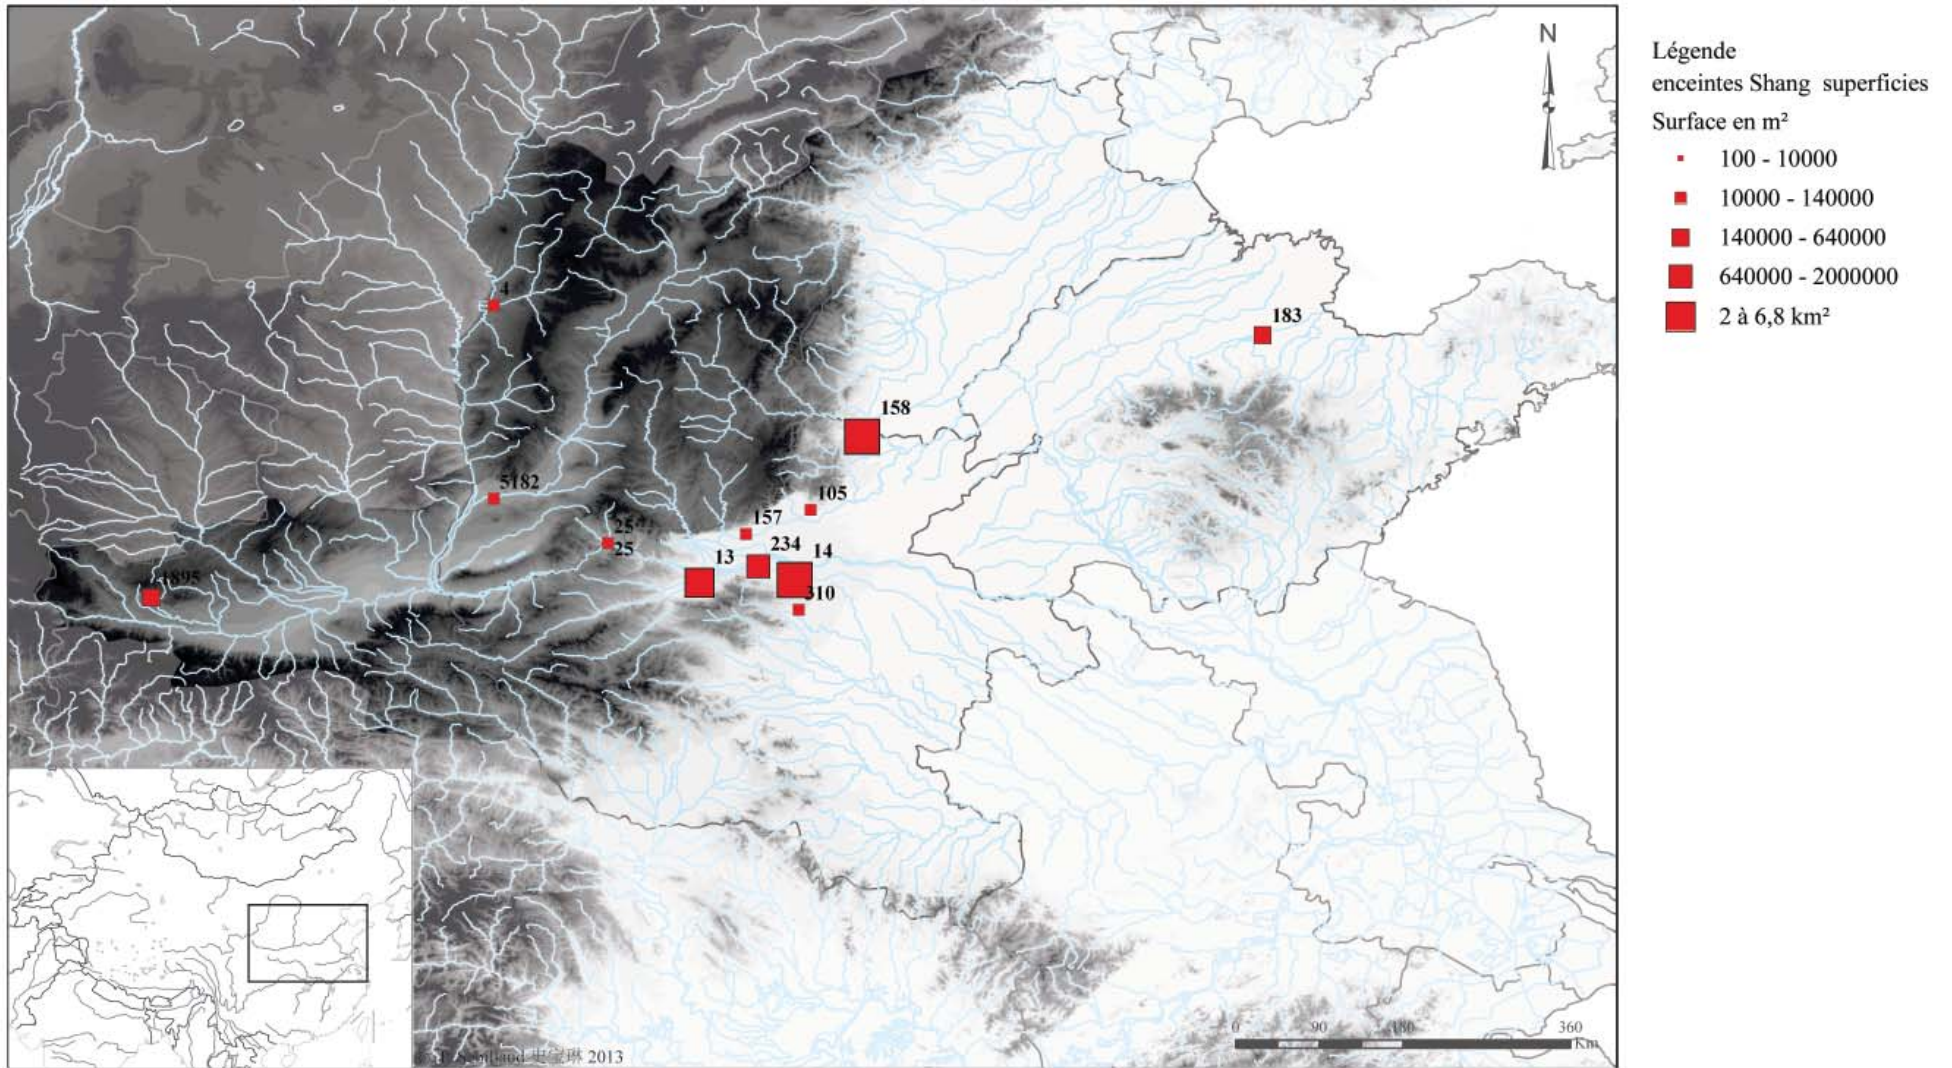 N
Légende
enceintes Shang superficies
Surface en m²
100 - 10000
10000 - 140000
140000 - 640000
640000 - 2000000
2 à 6,8 km²
4
183
158
5182
105
157
25
25
234
14
13
1895
310
0 90 180 360
Km
2013